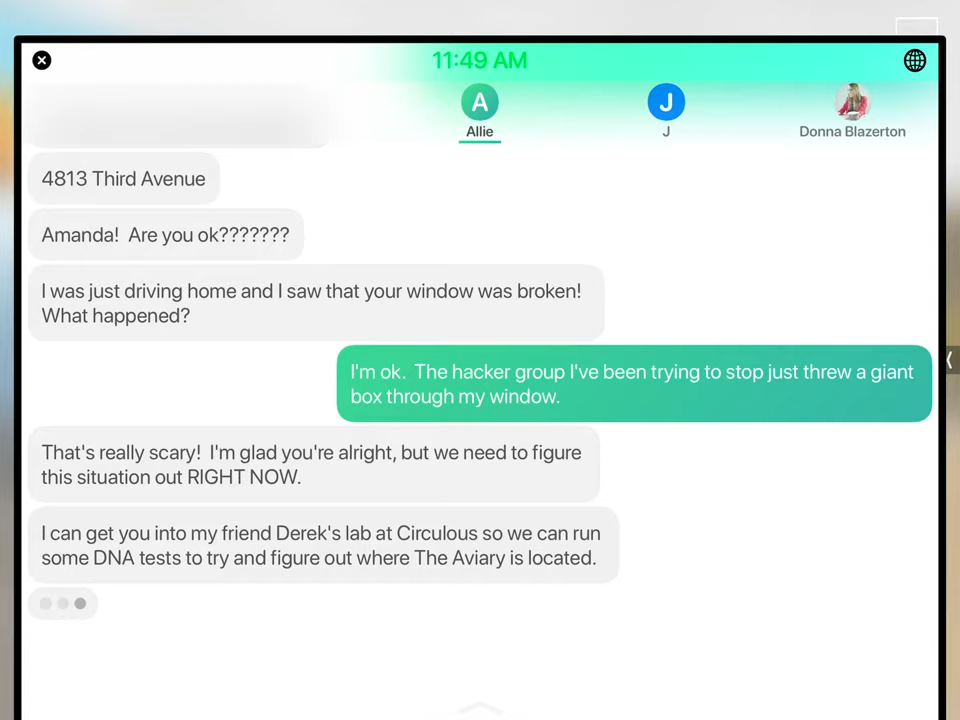 11:49 AM
A
J
Allie
J
Donna Blazerton
4813 Third Avenue
Amanda!  Are you ok???????
I was just driving home and I saw that your window was broken!
What happened?
I'm ok.  The hacker group I've been trying to stop just threw a giant
box through my window.
That's really scary!  I'm glad you're alright, but we need to figure
this situation out RIGHT NOW.
I can get you into my friend Derek's lab at Circulous so we can run
some DNA tests to try and figure out where The Aviary is located.